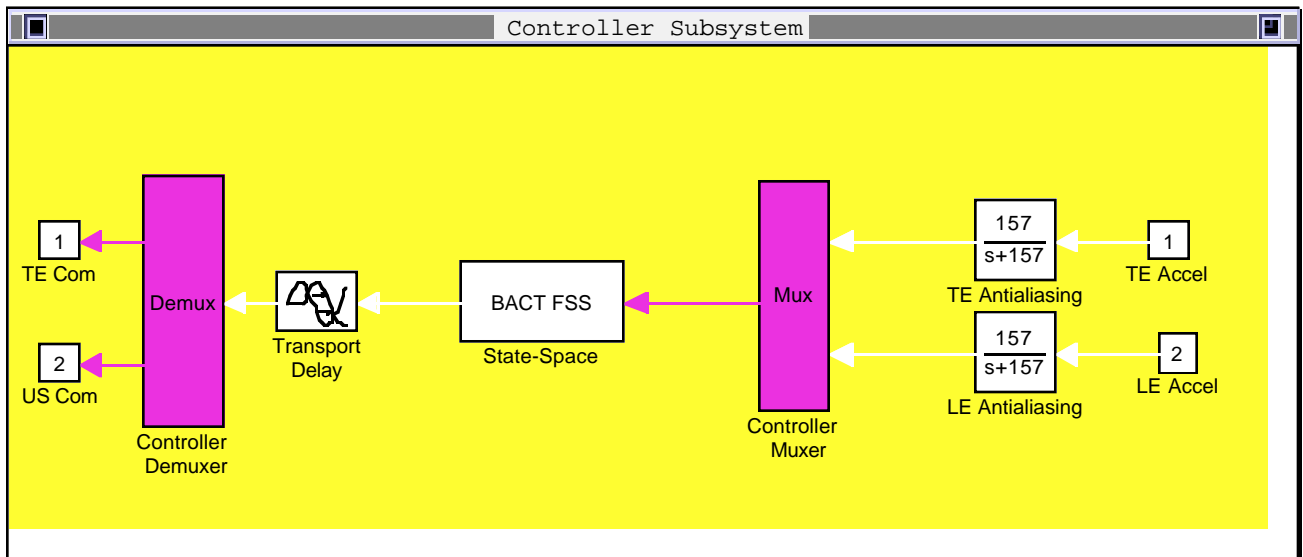 Controller Subsystem
1
TE Com
2
US Com
Demux
Controller
Demuxer
Transport
Delay
BACT FSS
State-Space
Mux
Controller
Muxer
157
s+157
TE Antialiasing
157
s+157
LE Antialiasing
1
TE Accel
2
LE Accel